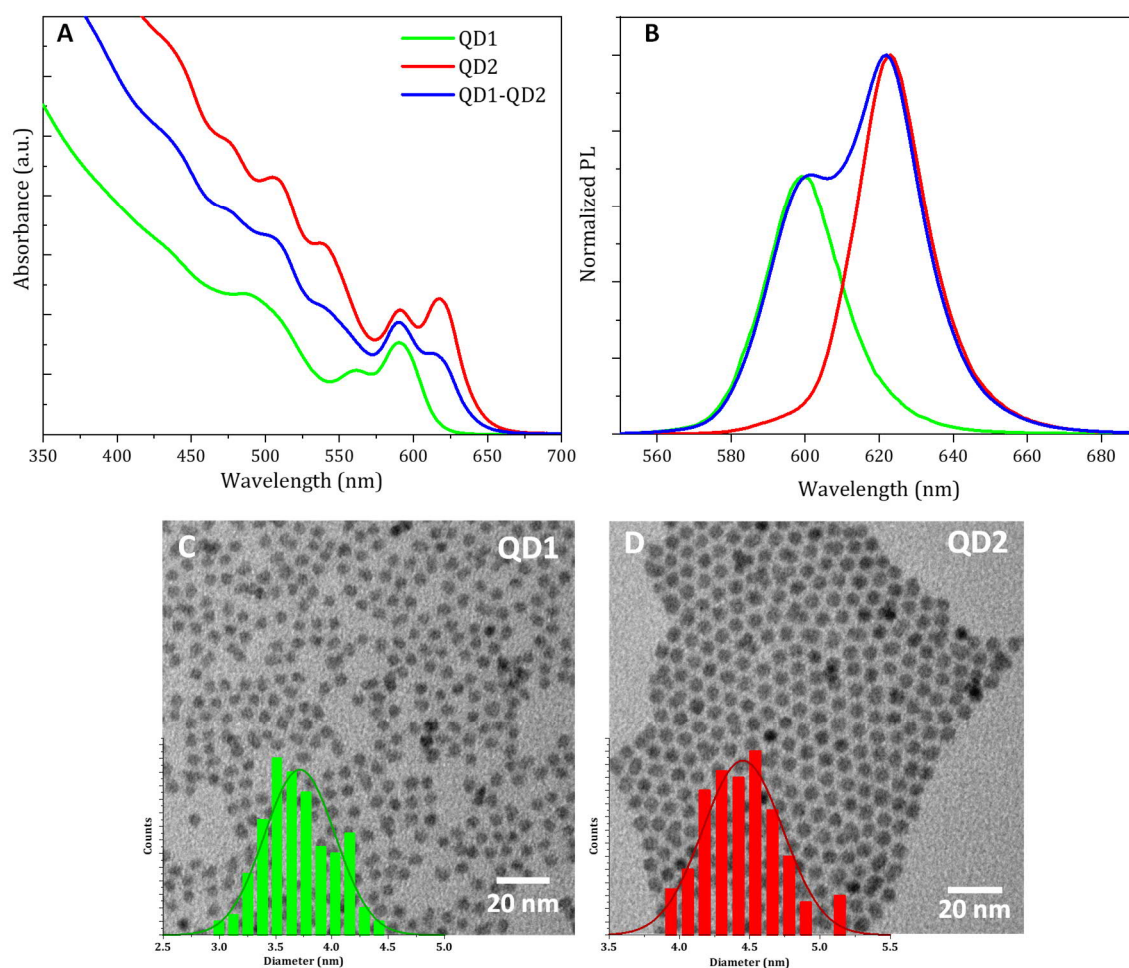 A
QD1
QD2
QD1-QD2
Absorbance (a.u.)
350 400 450 500 550 600 650 700
Wavelength (nm)
B
Normalized PL
560 580 600 620 640 660 680
Wavelength (nm)
C
QD1
Counts
20 nm
2.5 3.0 3.5 4.0 4.5 5.0
Diameter (nm)
D
QD2
Counts
20 nm
3.5 4.0 4.5 5.0 5.5
Diameter (nm)